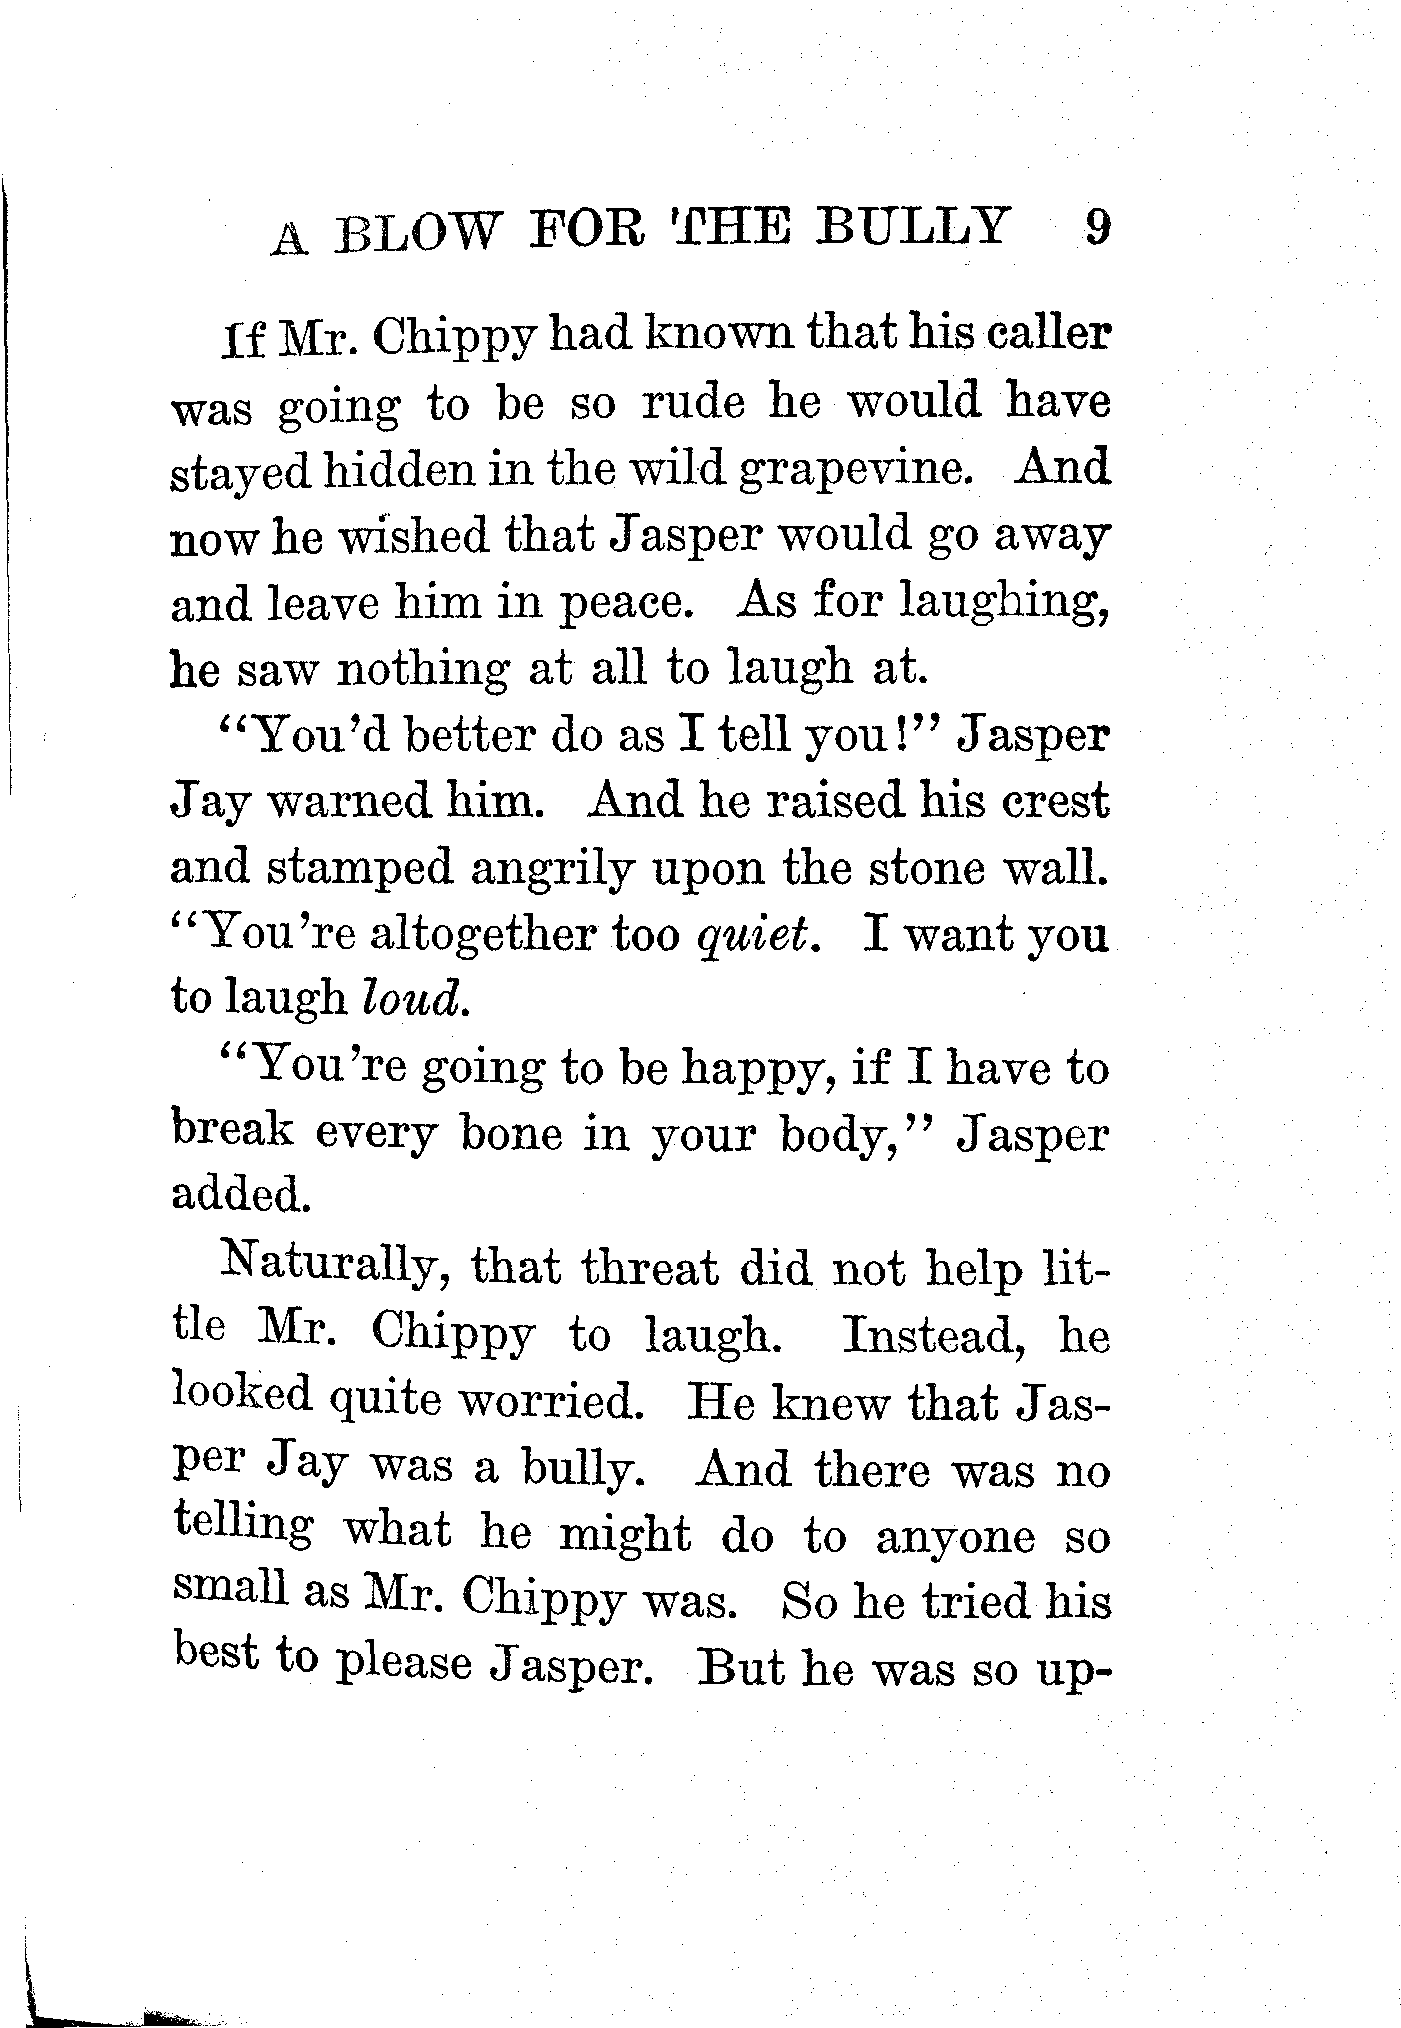 A BLOW FOR THE BULLY 9
If Mr. Chippy had known that his caller
was going to be so rude he would have
stayed hidden in the wild grapevine. And
now he wished that Jasper would go away
and leave him in peace. As for laughing,
he saw nothing at all to laugh at.
"You'd better do as I tell you!" Jasper
Jay warned him. And he raised his crest
and stamped angrily upon the stone wall.
"You're altogether too quiet. I want you
to laugh loud.
"You're going to be happy, if I have to
break every bone in your body," Jasper
added.
Naturally, that threat did not help lit-
tle Mr. Chippy to laugh. Instead, he
looked quite worried. He knew that Jas-
per Jay was a bully. And there was no
telling what he might do to anyone so
small as Mr. Chippy was. So he tried his
best to please Jasper. But he was so up-